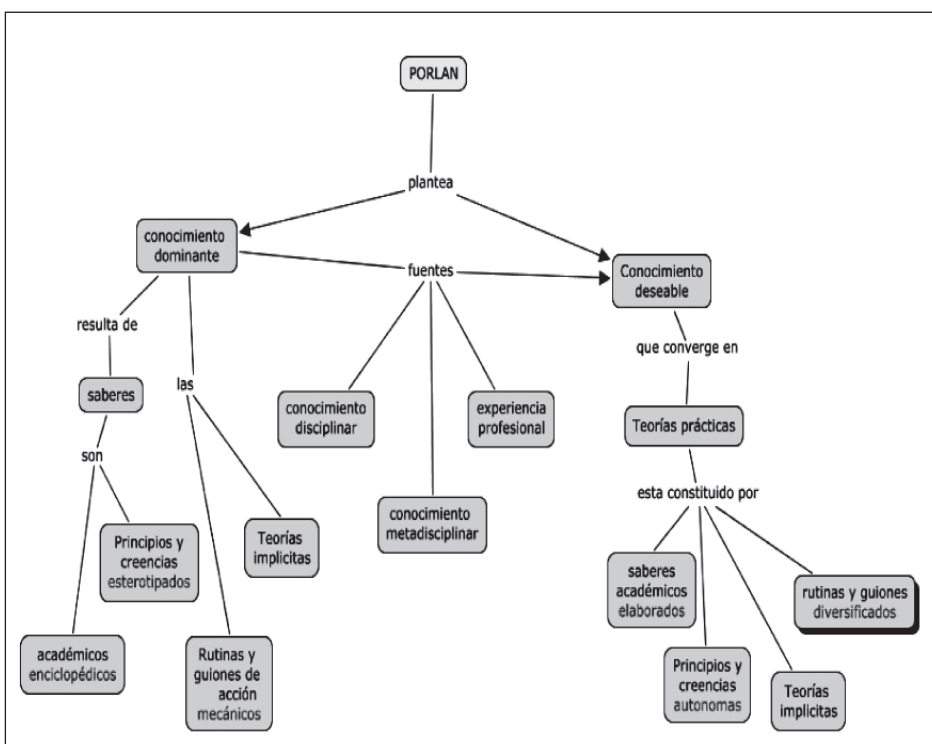 PORLAN
plantea
conocimiento
dominante
fuentes
Conocimiento
deseable
resulta de
que converge en
saberes
las
conocimiento
disciplinar
experiencia
profesional
Teorías prácticas
son
esta constituido por
Principios y
creencias
esterotipados
Teorías
implicitas
conocimiento
metadisciplinar
saberes
académicos
elaborados
rutinas y guiones
diversificados
académicos
enciclopédicos
Rutinas y
guiones de
acción
mecánicos
Principios y
creencias
autonomas
Teorías
implicitas